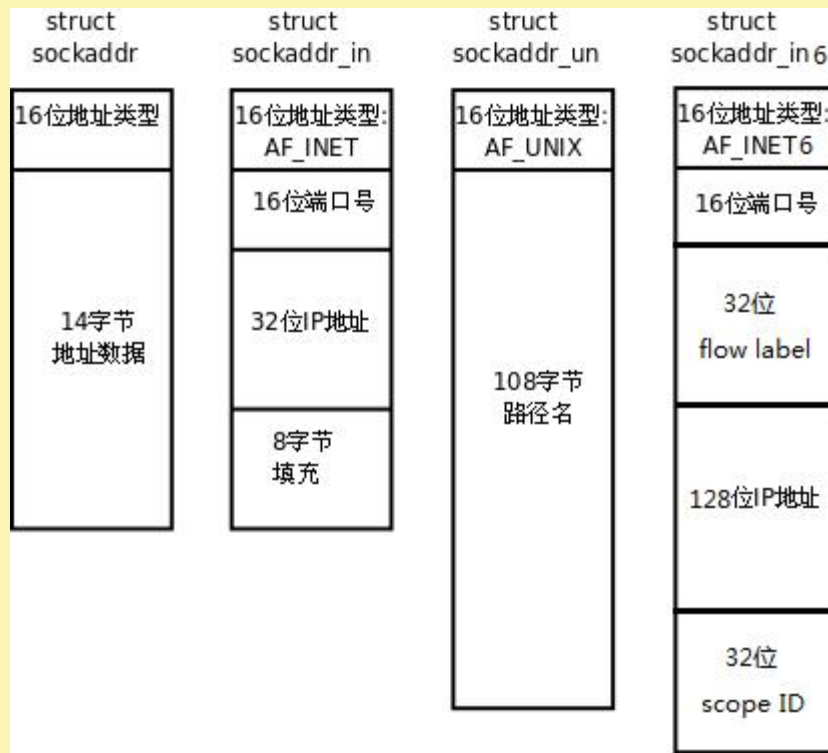 struct
sockaddr
16位地址类型
14字节
地址数据
struct
sockaddr_in
16位地址类型:
AF_INET
16位端口号
32位IP地址
8字节
填充
struct
sockaddr_un
16位地址类型:
AF_UNIX
108字节
路径名
struct
sockaddr_in6
16位地址类型:
AF_INET6
16位端口号
32位
flow label
128位IP地址
32位
scope ID